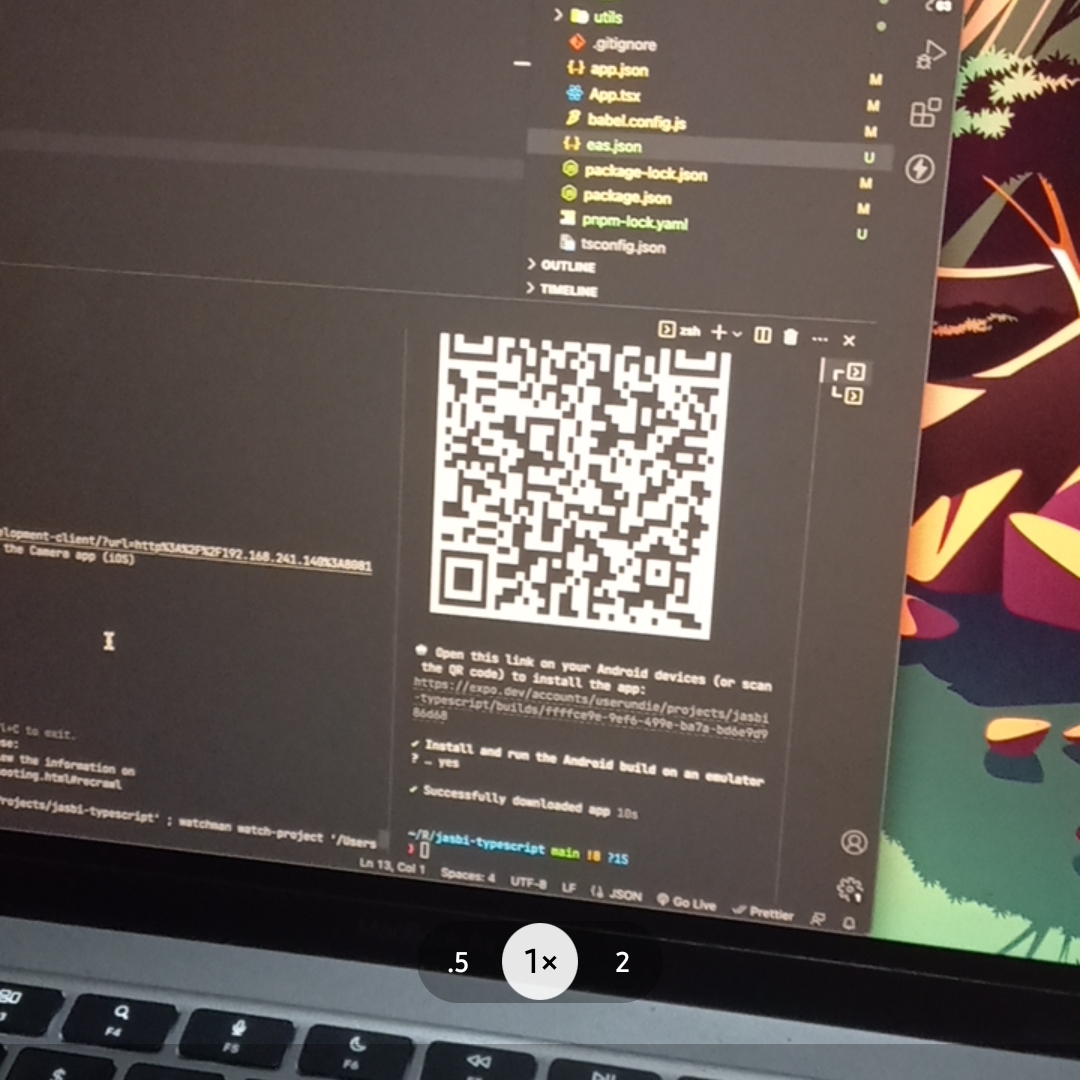 63
utils
.gitignore
app.json M
App.tsx M
babel.config.js M
eas.json U
package-lock.json M
package.json M
pnpm-lock.yaml U
tsconfig.json
OUTLINE
TIMELINE
zsh
elopment-client/?url=http%3A%2F%2F192.168.241.140%3A8081
the Camera app (iOS)
l+C to exit.
se:
aw the information on
ooting.html#recrawl
rojects/jasbi-typescript' ; watchman watch-project '/Users
Open this link on your Android devices (or scan
the QR code) to install the app:
https://expo.dev/accounts/userundie/projects/jasbi
-typescript/builds/ffffce9e-9ef6-499e-ba7a-bd6e9d9
86d68
✔ Install and run the Android build on an emulator
? … yes
✔ Successfully downloaded app 10s
~/R/jasbi-typescript main !8 ?15
❯
Ln 13, Col 1 Spaces: 4 UTF-8 LF {} JSON Go Live Prettier
.5 1× 2
F4
F5
F6
$